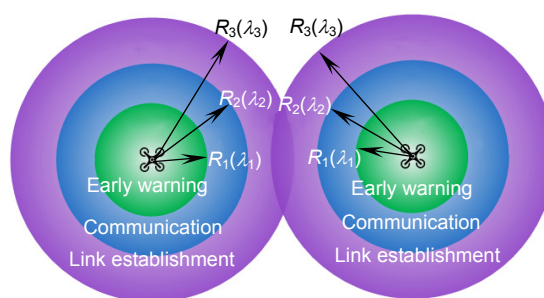 R₃(λ₃)
R₃(λ₃)
R₂(λ₂)
R₂(λ₂)
R₁(λ₁)
R₁(λ₁)
Early warning
Early warning
Communication
Communication
Link establishment
Link establishment